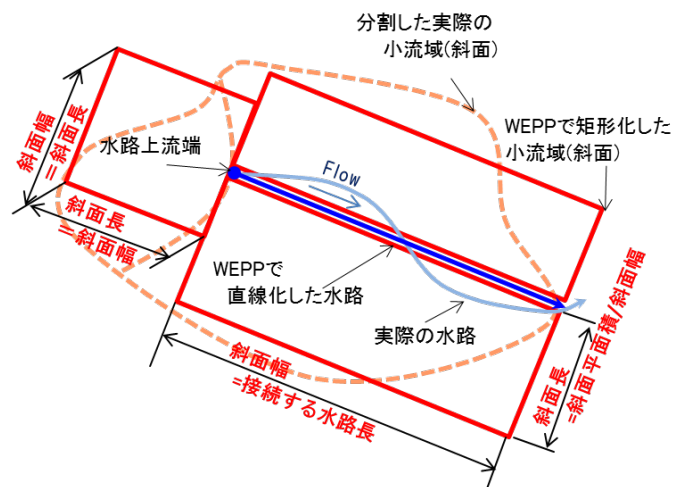 分割した実際の
小流域(斜面)
WEPPで矩形化した
小流域(斜面)
水路上流端
Flow
斜面幅
=斜面長
斜面長
=斜面幅
WEPPで
直線化した水路
実際の水路
斜面幅
=接続する水路長
斜面長
=斜面平面積/斜面幅